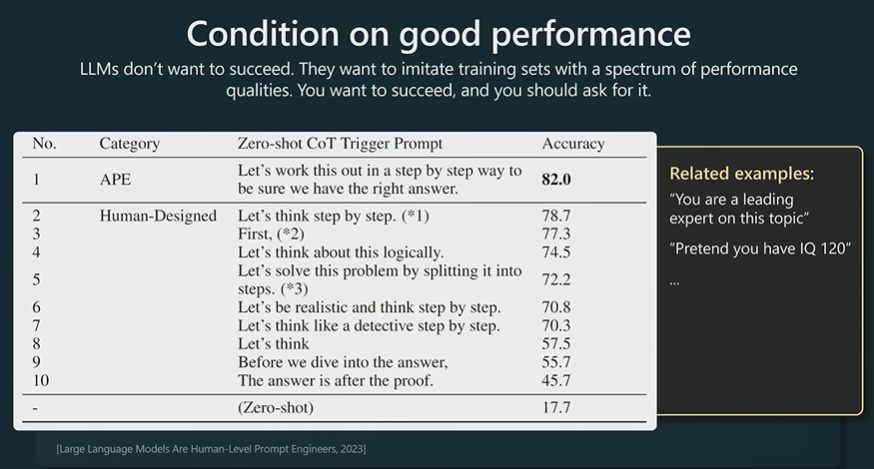 Condition on good performance
LLMs don't want to succeed. They want to imitate training sets with a spectrum of performance
qualities. You want to succeed, and you should ask for it.
No. Category Zero-shot CoT Trigger Prompt Accuracy
1 APE Let's work this out in a step by step way to
be sure we have the right answer. 82.0
2 Human-Designed Let's think step by step. (*1) 78.7
3 First, (*2) 77.3
4 Let's think about this logically. 74.5
5 Let's solve this problem by splitting it into
steps. (*3) 72.2
6 Let's be realistic and think step by step. 70.8
7 Let's think like a detective step by step. 70.3
8 Let's think 57.5
9 Before we dive into the answer, 55.7
10 The answer is after the proof. 45.7
- (Zero-shot) 17.7
Related examples:
"You are a leading
expert on this topic"
"Pretend you have IQ 120"
...
[Large Language Models Are Human-Level Prompt Engineers, 2023]